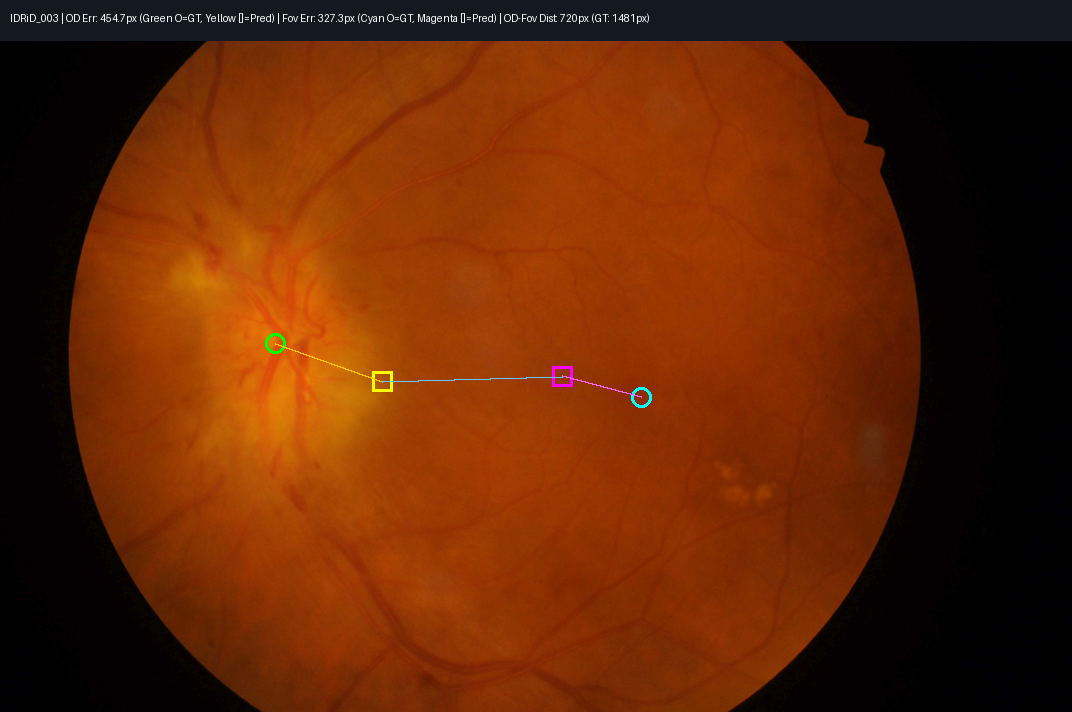 IDRiD_003 | OD Err: 454.7px (Green O=GT, Yellow []=Pred) | Fov Err: 327.3px (Cyan O=GT, Magenta []=Pred) | OD-Fov Dist: 720px (GT: 1481px)